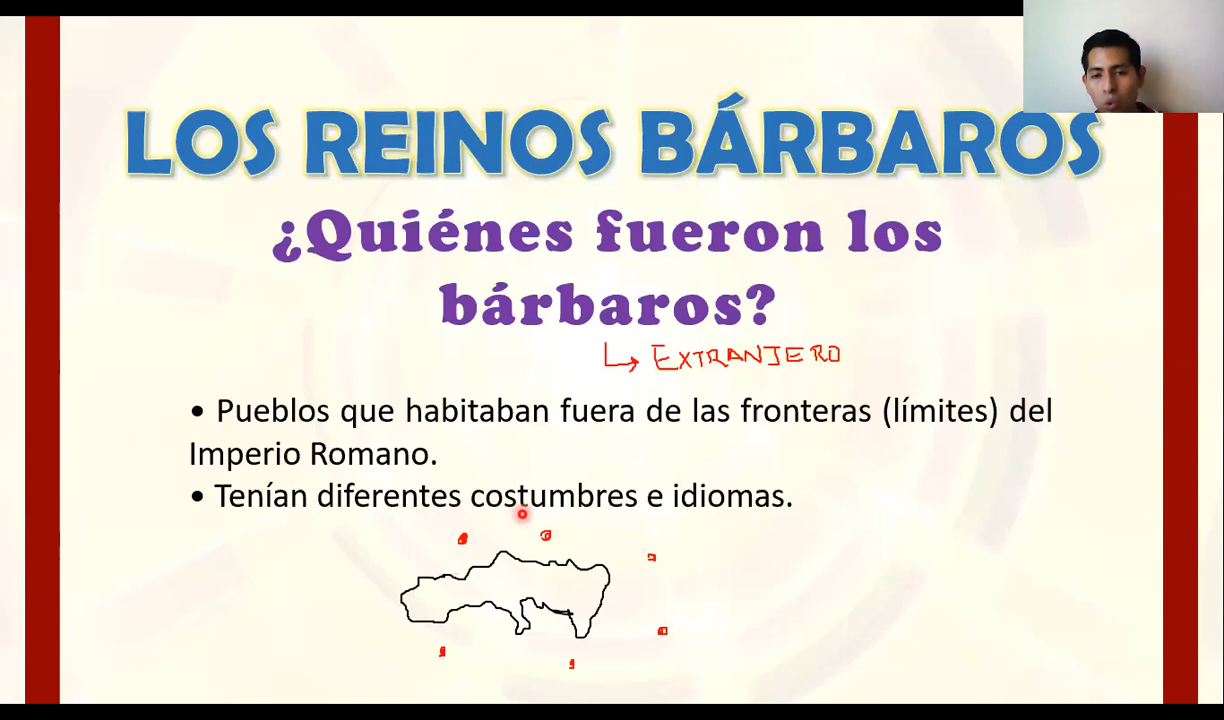 LOS REINOS BÁRBAROS
¿Quiénes fueron los
bárbaros?
EXTRANJERO
• Pueblos que habitaban fuera de las fronteras (límites) del
Imperio Romano.
• Tenían diferentes costumbres e idiomas.